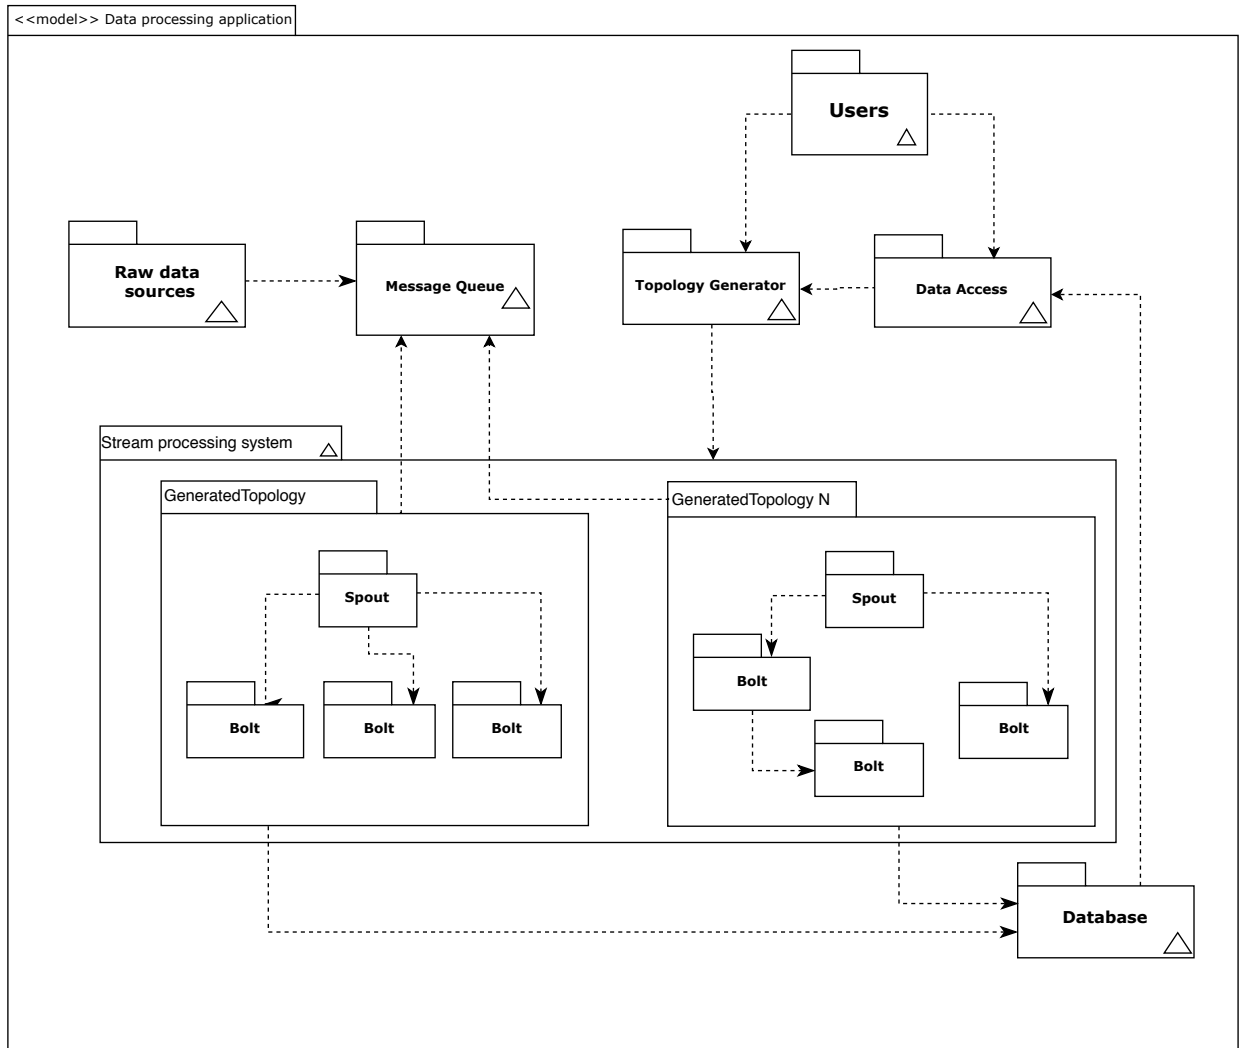 <<model>> Data processing application
Users
Raw data
sources
Message Queue
Topology Generator
Data Access
Stream processing system
GeneratedTopology
GeneratedTopology N
Spout
Bolt
Bolt
Bolt
Spout
Bolt
Bolt
Bolt
Database